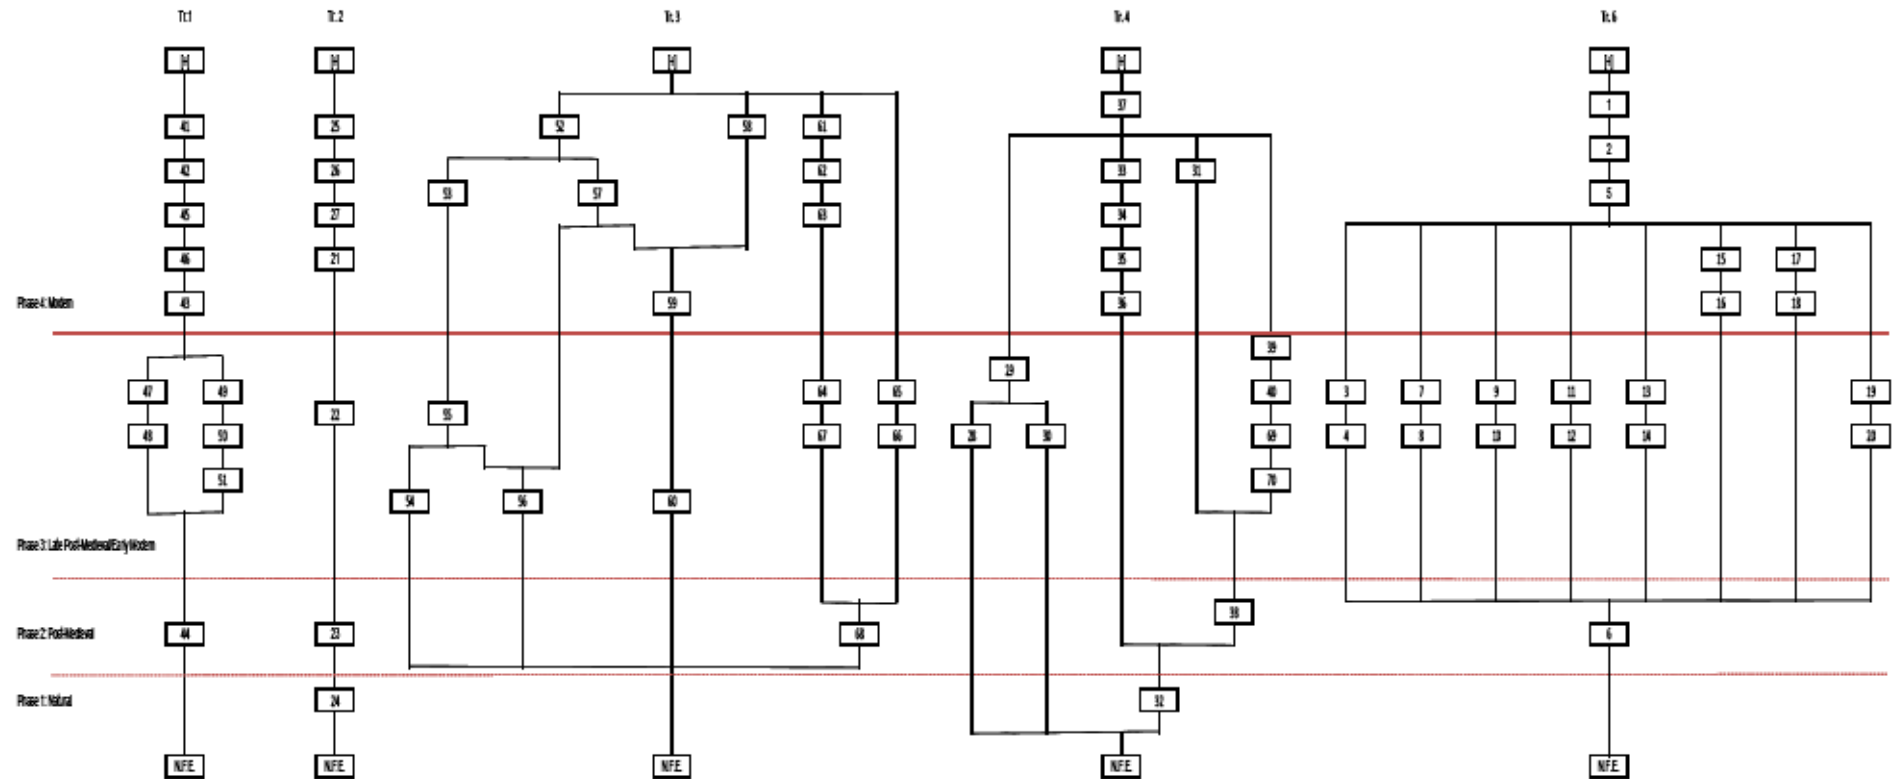 Tr.1 Tr.2 Tr.3 Tr.4 Tr.6
[+] [+] [+] [+] [+]
37 1
41 25 52 58 61
2
42 26 62 33 31
53 57 5
45 27 63 34
46 21 35 15 17
Phase 4: Modern 43 59 36 16 18
39
29
47 49 64 65 40 3 7 9 11 13 19
22 55
48 50 67 66 28 30 69 4 8 10 12 14 20
51 70
54 56 60
Phase 3: Late Post-Medieval/Early Modern
38
Phase 2: Post-Medieval 44 23 68 6
Phase 1: Natural 24 32
N.F.E. N.F.E. N.F.E. N.F.E. N.F.E.